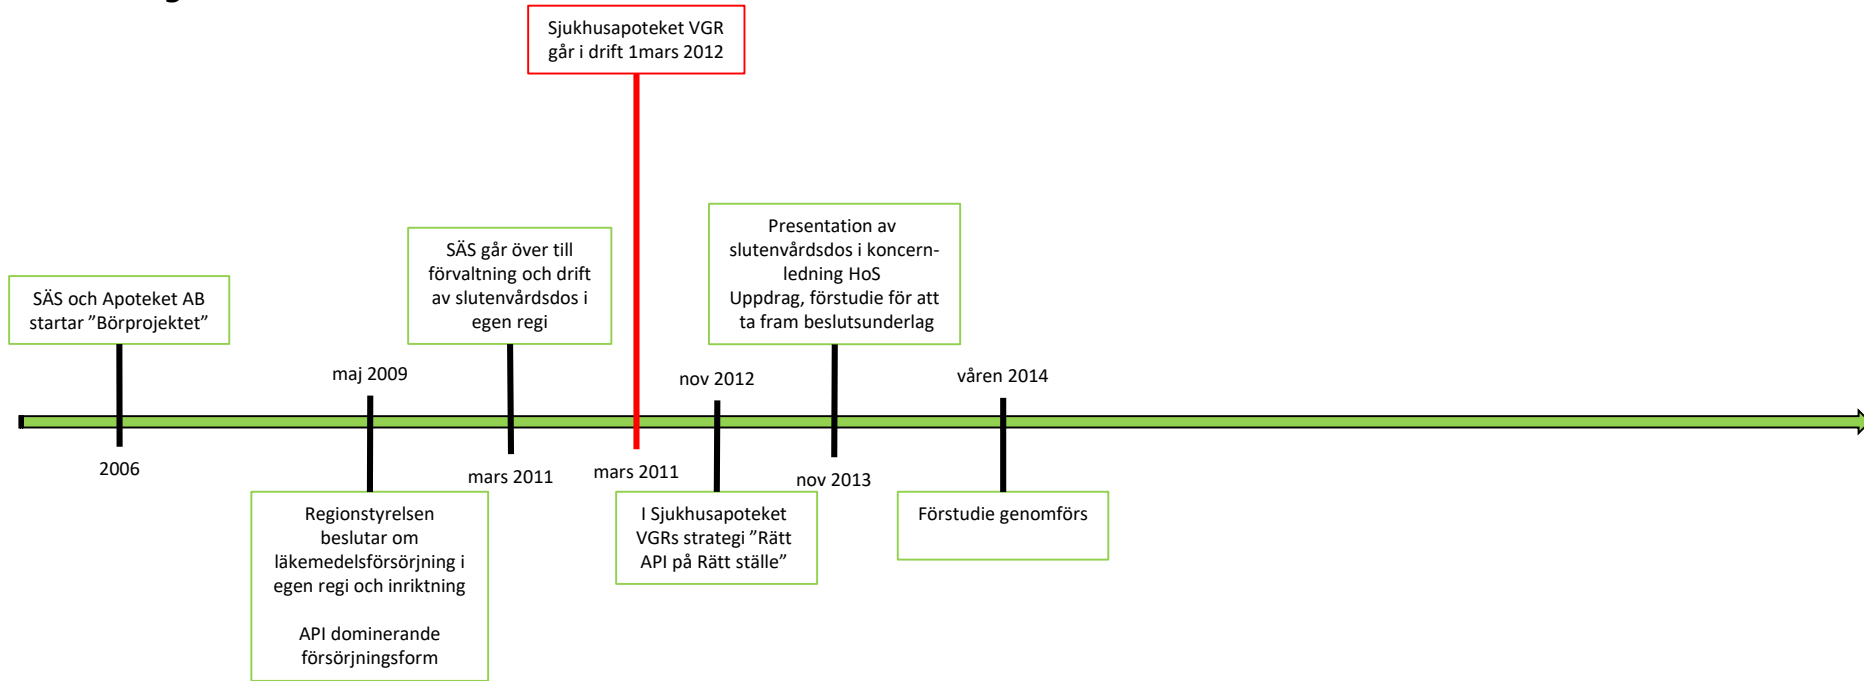 Sjukhusapoteket VGR
går i drift 1mars 2012
SÄS och Apoteket AB
startar ”Börprojektet”
2006
maj 2009
Regionstyrelsen
beslutar om
läkemedelsförsörjning i
egen regi och inriktning
API dominerande
försörjningsform
SÄS går över till
förvaltning och drift
av slutenvårdsdos i
egen regi
mars 2011
mars 2011
nov 2012
I Sjukhusapoteket
VGRs strategi ”Rätt
API på Rätt ställe”
Presentation av
slutenvårdsdos i koncern-
ledning HoS
Uppdrag, förstudie för att
ta fram beslutsunderlag
nov 2013
våren 2014
Förstudie genomförs